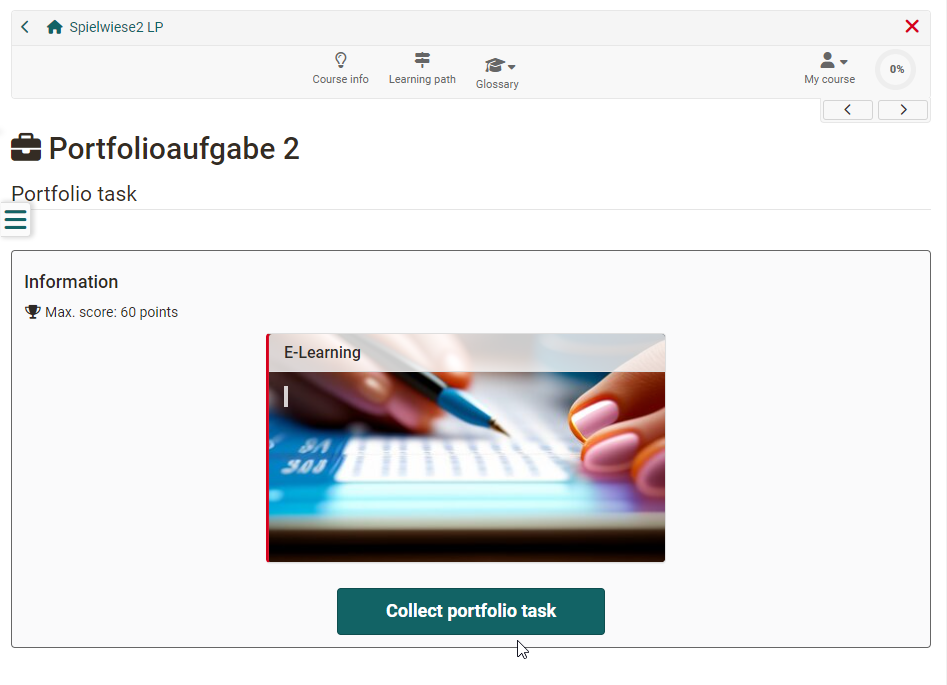 Spielwiese2 LP
Course info
Learning path
Glossary
My course
0%
Portfolioaufgabe 2
Portfolio task
Information
Max. score: 60 points
E-Learning
Collect portfolio task